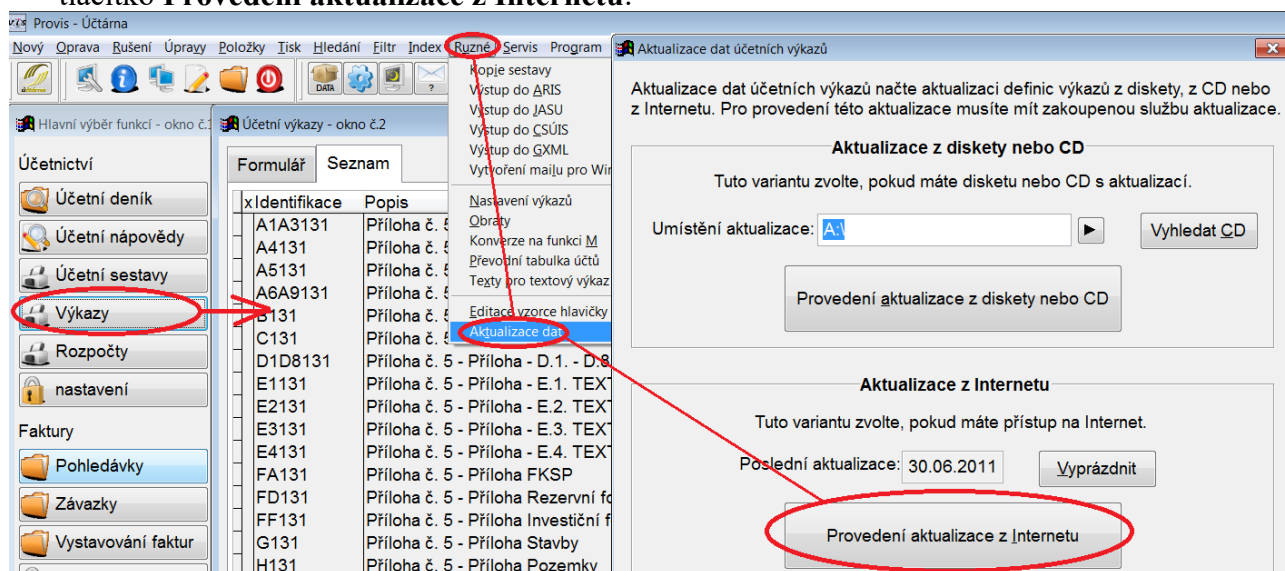 tlačítko Provedení aktualizace z Internetu.
Provis - Účtárna
Nový Oprava Rušení Úpravy Položky Tisk Hledání Filtr Index Ruzné Servis Program
účtárna DATA ?
Hlavní výběr funkcí - okno č.1
Účetnictví
Účetní deník
Účetní nápovědy
Účetní sestavy
Výkazy
Rozpočty
nastavení
Faktury
Pohledávky
Závazky
Vystavování faktur
Účetní výkazy - okno č.2
Formulář Seznam
x Identifikace Popis
A1A3131 Příloha č. 5
A4131 Příloha č. 5
A5131 Příloha č. 5
A6A9131 Příloha č. 5
B131 Příloha č. 5
C131 Příloha č. 5
D1D8131 Příloha č. 5 - Příloha - D.1. - D.8
E1131 Příloha č. 5 - Příloha - E.1. TEXT
E2131 Příloha č. 5 - Příloha - E.2. TEXT
E3131 Příloha č. 5 - Příloha - E.3. TEXT
E4131 Příloha č. 5 - Příloha - E.4. TEXT
FA131 Příloha č. 5 - Příloha FKSP
FD131 Příloha č. 5 - Příloha Rezervní fo
FF131 Příloha č. 5 - Příloha Investiční f
G131 Příloha č. 5 - Příloha Stavby
H131 Příloha č. 5 - Příloha Pozemky
Kopie sestavy
Výstup do ARIS
Výstup do JASU
Výstup do CSÚIS
Výstup do GXML
Vytvoření mailu pro Wir
Nastavení výkazů
Obraty
Konverze na funkci M
Převodní tabulka účtů
Texty pro textový výkaz
Editace vzorce hlavičky
Aktualizace dat
Aktualizace dat účetních výkazů
Aktualizace dat účetních výkazů načte aktualizaci definic výkazů z diskety, z CD nebo
z Internetu. Pro provedení této aktualizace musíte mít zakoupenou službu aktualizace.
Aktualizace z diskety nebo CD
Tuto variantu zvolte, pokud máte disketu nebo CD s aktualizací.
Umístění aktualizace: A:\ Vyhledat CD
Provedení aktualizace z diskety nebo CD
Aktualizace z Internetu
Tuto variantu zvolte, pokud máte přístup na Internet.
Poslední aktualizace: 30.06.2011 Vyprázdnit
Provedení aktualizace z Internetu